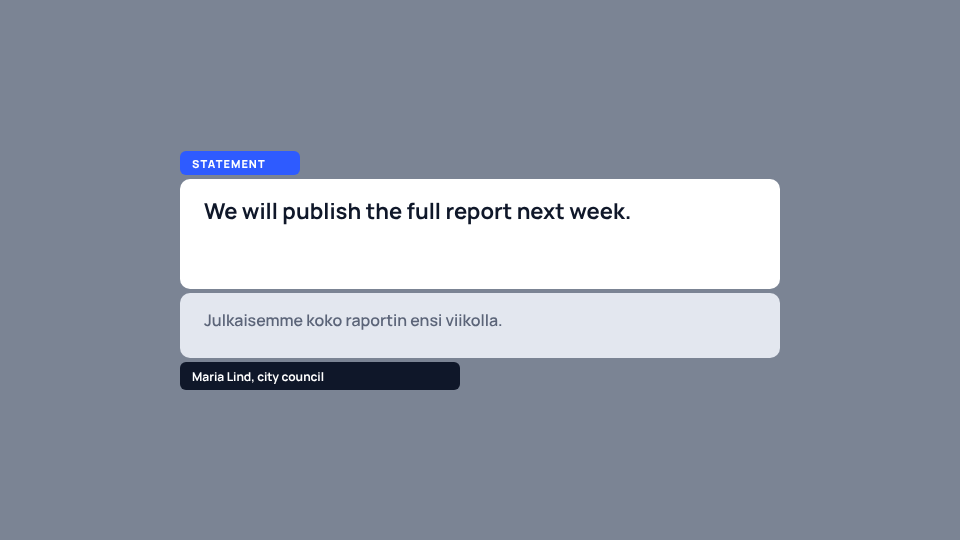 STATEMENT
We will publish the full report next week.
Julkaisemme koko raportin ensi viikolla.
Maria Lind, city council